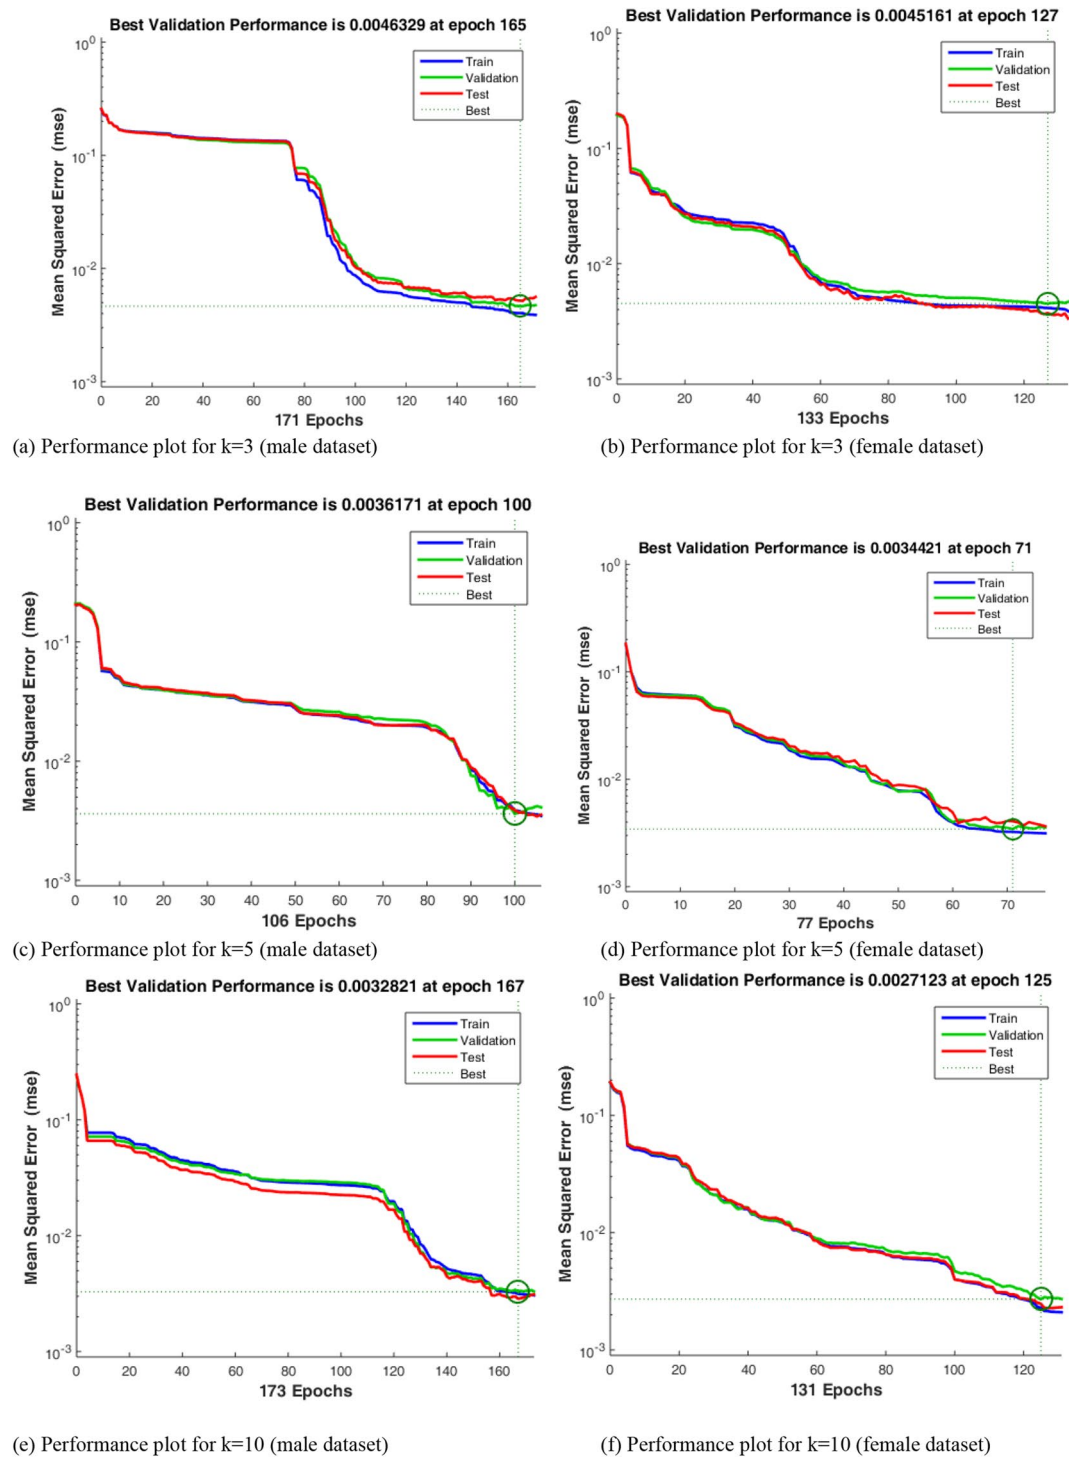 Best Validation Performance is 0.0046329 at epoch 165
Mean Squared Error (mse)
10^0
10^-1
10^-2
10^-3
Train
Validation
Test
Best
0 20 40 60 80 100 120 140 160
171 Epochs
(a) Performance plot for k=3 (male dataset)
Best Validation Performance is 0.0045161 at epoch 127
Mean Squared Error (mse)
10^0
10^-1
10^-2
10^-3
Train
Validation
Test
Best
0 20 40 60 80 100 120
133 Epochs
(b) Performance plot for k=3 (female dataset)
Best Validation Performance is 0.0036171 at epoch 100
Mean Squared Error (mse)
10^0
10^-1
10^-2
10^-3
Train
Validation
Test
Best
0 10 20 30 40 50 60 70 80 90 100
106 Epochs
(c) Performance plot for k=5 (male dataset)
Best Validation Performance is 0.0034421 at epoch 71
Mean Squared Error (mse)
10^0
10^-1
10^-2
10^-3
Train
Validation
Test
Best
0 10 20 30 40 50 60 70
77 Epochs
(d) Performance plot for k=5 (female dataset)
Best Validation Performance is 0.0032821 at epoch 167
Mean Squared Error (mse)
10^0
10^-1
10^-2
10^-3
Train
Validation
Test
Best
0 20 40 60 80 100 120 140 160
173 Epochs
(e) Performance plot for k=10 (male dataset)
Best Validation Performance is 0.0027123 at epoch 125
Mean Squared Error (mse)
10^0
10^-1
10^-2
10^-3
Train
Validation
Test
Best
0 20 40 60 80 100 120
131 Epochs
(f) Performance plot for k=10 (female dataset)